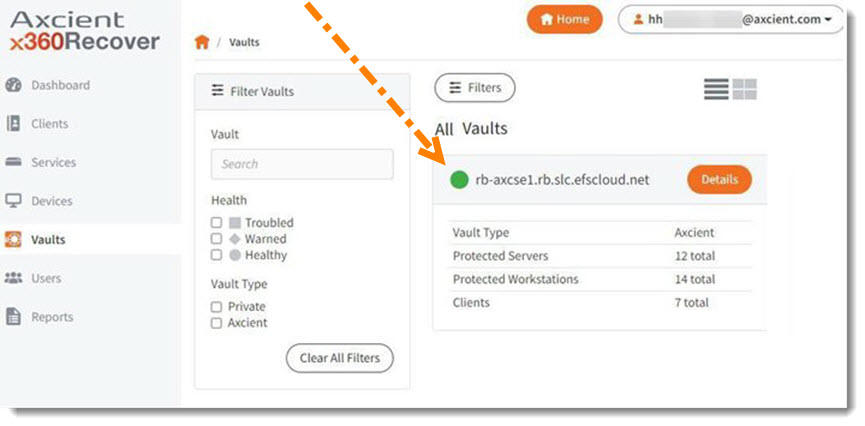 Axcient
x360Recover
Dashboard
Clients
Services
Devices
Vaults
Users
Reports
Home
hh @axcient.com
/ Vaults
Filter Vaults
Vault
Search
Health
Troubled
Warned
Healthy
Vault Type
Private
Axcient
Clear All Filters
Filters
All Vaults
rb-axcse1.rb.slc.efscloud.net
Details
Vault Type Axcient
Protected Servers 12 total
Protected Workstations 14 total
Clients 7 total